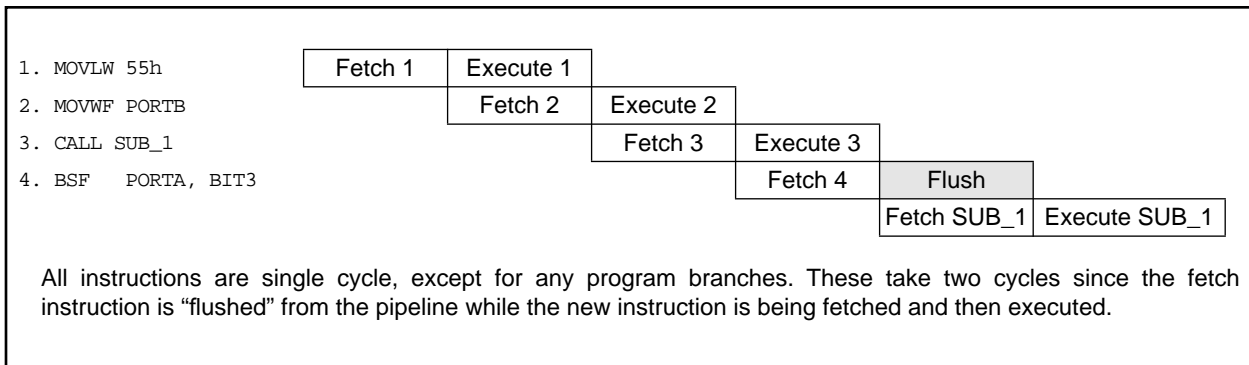 1. MOVLW 55h Fetch 1 Execute 1
2. MOVWF PORTB Fetch 2 Execute 2
3. CALL SUB_1 Fetch 3 Execute 3
4. BSF PORTA, BIT3 Fetch 4 Flush
Fetch SUB_1 Execute SUB_1
All instructions are single cycle, except for any program branches. These take two cycles since the fetch
instruction is “flushed” from the pipeline while the new instruction is being fetched and then executed.